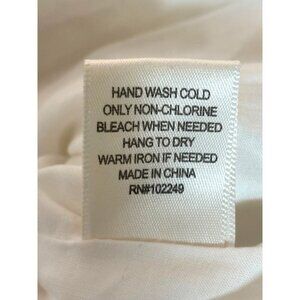 HAND WASH COLD
ONLY NON-CHLORINE
BLEACH WHEN NEEDED
HANG TO DRY
WARM IRON IF NEEDED
MADE IN CHINA
RN#102249